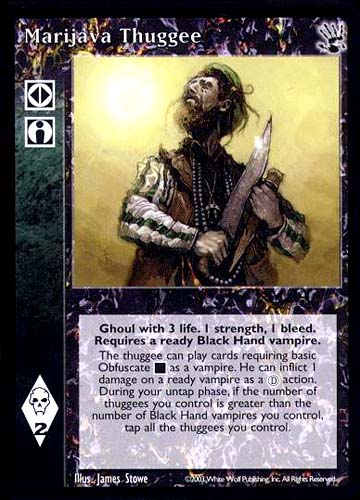 Marijava Thuggee
Ghoul with 3 life. 1 strength, 1 bleed.
Requires a ready Black Hand vampire.
The thuggee can play cards requiring basic
Obfuscate as a vampire. He can inflict 1
damage on a ready vampire as a Ⓓ action.
During your untap phase, if the number of
thuggees you control is greater than the
number of Black Hand vampires you control,
tap all the thuggees you control.
2
Illus. James Stowe
©2003, White Wolf Publishing, Inc. All Rights Reserved.